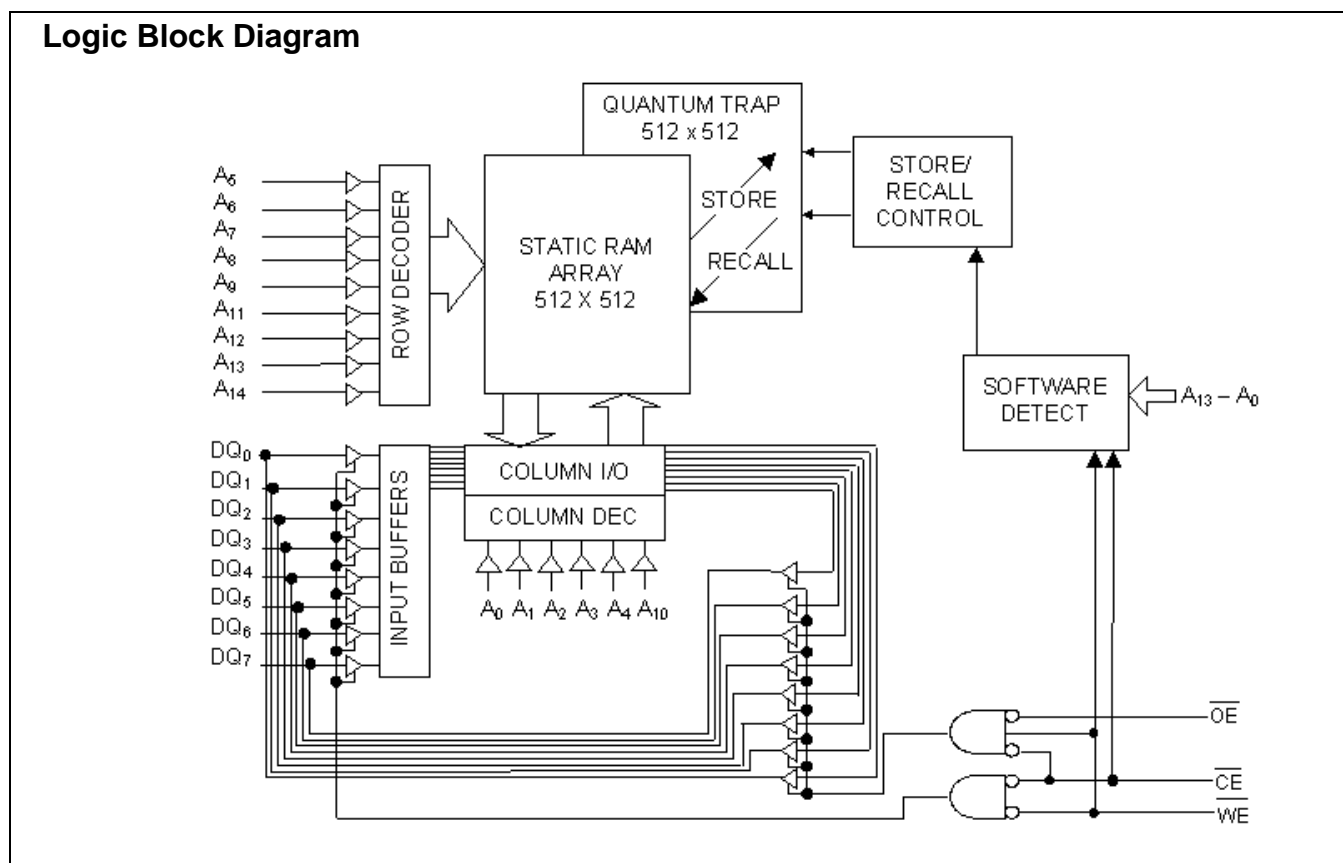 Logic Block Diagram
QUANTUM TRAP
512 x 512
STORE
RECALL
STORE/
RECALL
CONTROL
STATIC RAM
ARRAY
512 X 512
A5
A6
A7
A8
A9
A11
A12
A13
A14
ROW DECODER
SOFTWARE
DETECT
A13 – A0
DQ0
DQ1
DQ2
DQ3
DQ4
DQ5
DQ6
DQ7
INPUT BUFFERS
COLUMN I/O
COLUMN DEC
A0 A1 A2 A3 A4 A10
OE
CE
WE